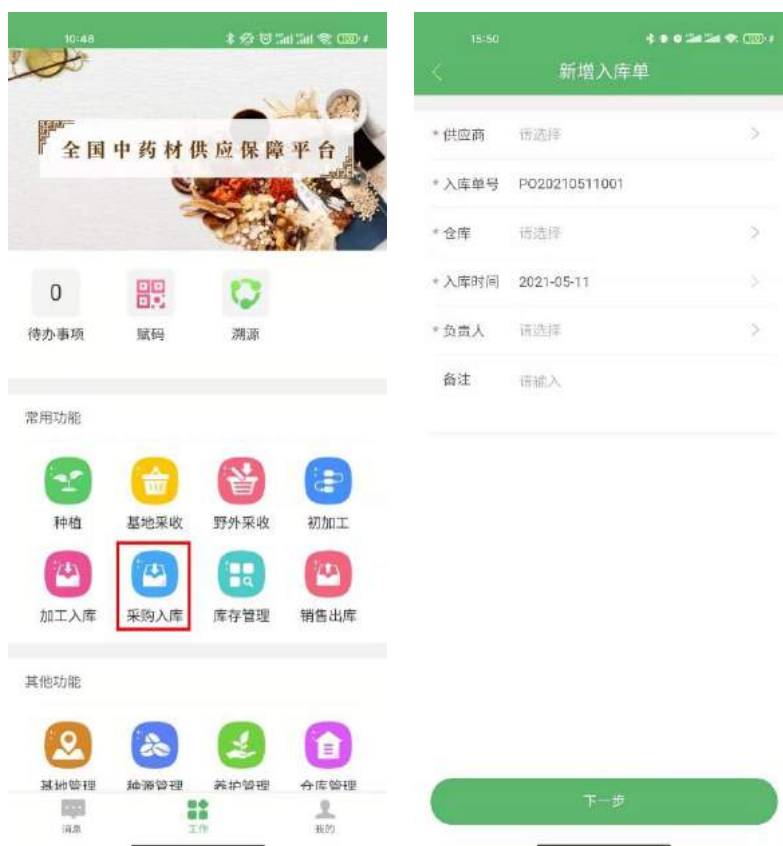 10:48
全国中药材供应保障平台
0
待办事项 赋码 溯源
常用功能
种植 基地采收 野外采收 初加工
加工入库 采购入库 库存管理 销售出库
其他功能
基地管理 种源管理 养护管理 仓库管理
消息 工作 我的
15:50
新增入库单
* 供应商 请选择
* 入库单号 PO20210511001
* 仓库 请选择
* 入库时间 2021-05-11
* 负责人 请选择
备注 请输入
下一步